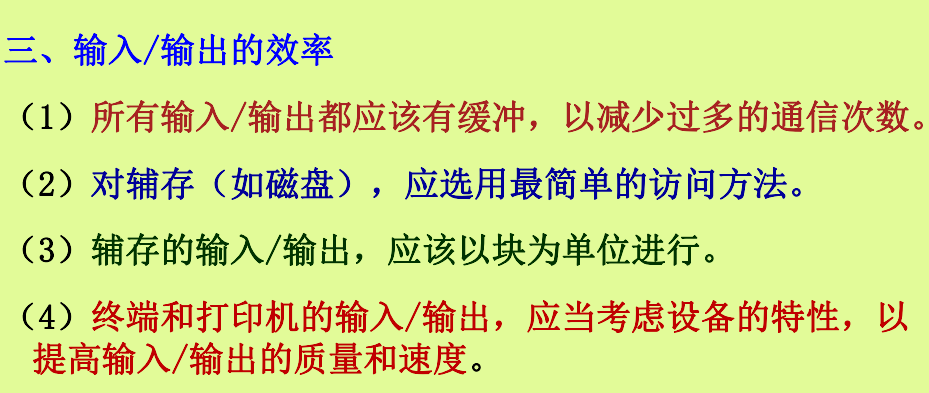 三、输入/输出的效率
（1）所有输入/输出都应该有缓冲，以减少过多的通信次数。
（2）对辅存（如磁盘），应选用最简单的访问方法。
（3）辅存的输入/输出，应该以块为单位进行。
（4）终端和打印机的输入/输出，应当考虑设备的特性，以
提高输入/输出的质量和速度。